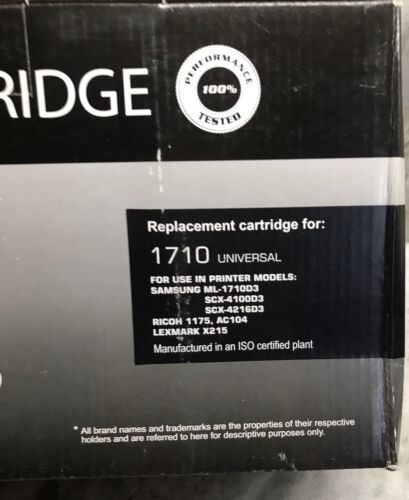 RIDGE
PERFORMANCE
100%
TESTED
Replacement cartridge for:
1710 UNIVERSAL
FOR USE IN PRINTER MODELS:
SAMSUNG ML-1710D3
SCX-4100D3
SCX-4216D3
RICOH 1175, AC104
LEXMARK X215
Manufactured in an ISO certified plant
* All brand names and trademarks are the properties of their respective
holders and are referred to here for descriptive purposes only.